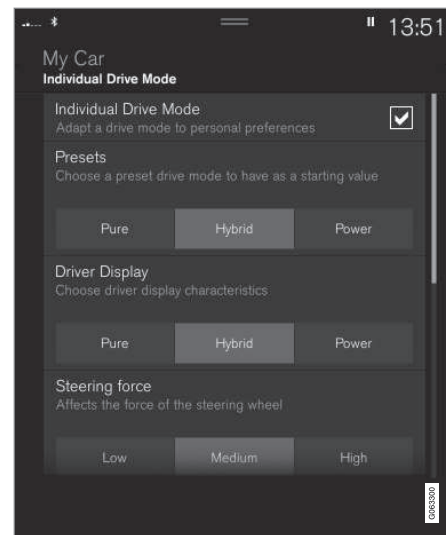 13:51
My Car
Individual Drive Mode
Individual Drive Mode
Adapt a drive mode to personal preferences
Presets
Choose a preset drive mode to have as a starting value
Pure Hybrid Power
Driver Display
Choose driver display characteristics
Pure Hybrid Power
Steering force
Affects the force of the steering wheel
Low Medium High
G063300